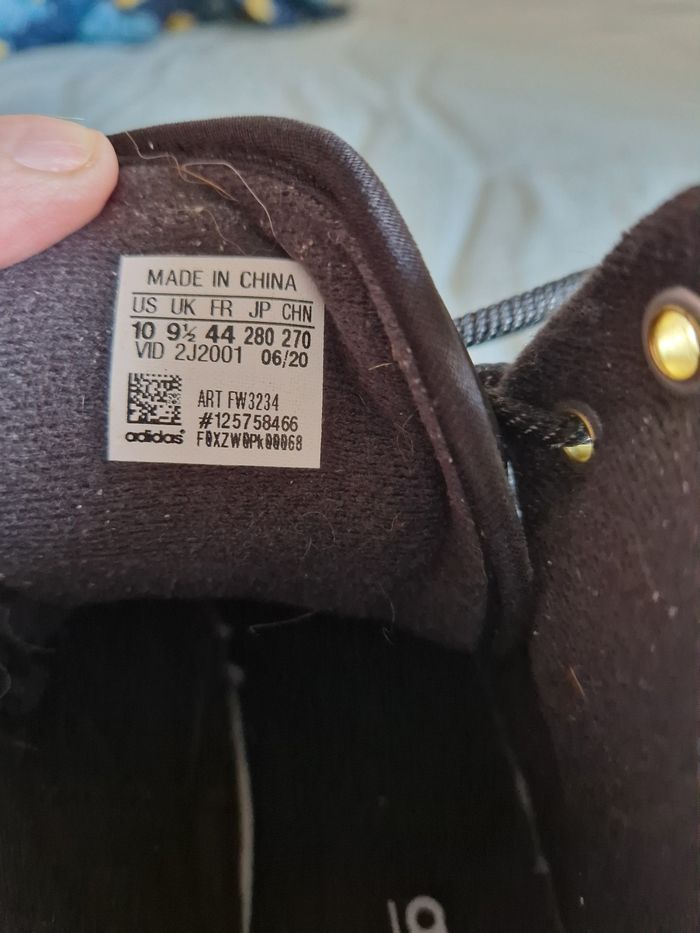 MADE IN CHINA
US UK FR JP CHN
10 9½ 44 280 270
VID 2J2001 06/20
ART FW3234
#125758466
adidas® F0XZW0Pk00068